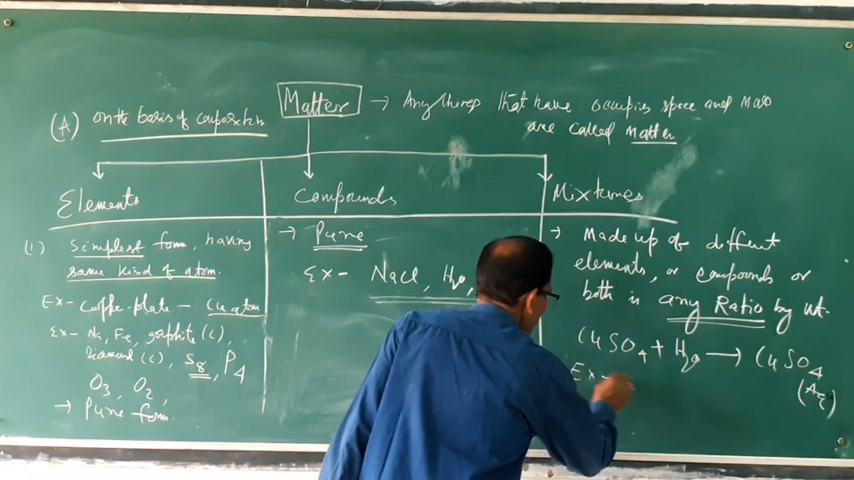 Matter → Any things that have occupies space and mass
(A) on the basis of composition
are called matter
Elements
Compounds
Mixtures
(1) Simplest form, having
same kind of atom.
Ex- Copper-plate - Cu atom
Ex- N₂, Fe, graphite (C),
Diamond (C), S₈, P₄
O₃, O₂,
→ Pure form.
→ Pure
Ex- NaCl, H₂O,
→ Made up of different
elements, or compounds or
both in any Ratio by wt.
CuSO₄ + H₂O → CuSO₄
Ex-